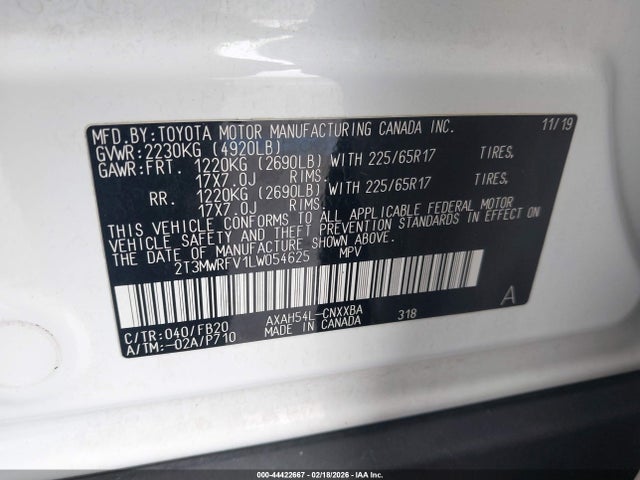 MFD.BY:TOYOTA MOTOR MANUFACTURING CANADA INC. 11/19
GVWR:2230KG (4920LB)
GAWR:FRT. 1220KG (2690LB) WITH 225/65R17 TIRES,
17X7.0J RIMS.
RR. 1220KG (2690LB) WITH 225/65R17 TIRES,
17X7.0J RIMS.
THIS VEHICLE CONFORMS TO ALL APPLICABLE FEDERAL MOTOR
VEHICLE SAFETY AND THEFT PREVENTION STANDARDS IN EFFECT ON
THE DATE OF MANUFACTURE SHOWN ABOVE.
2T3MWRFV1LW054625 MPV
C/TR:040/FB20 AXAH54L-CNXXBA 318 A
A/TM:-02A/P710 MADE IN CANADA
000-44422667 - 02/18/2026 - IAA Inc.